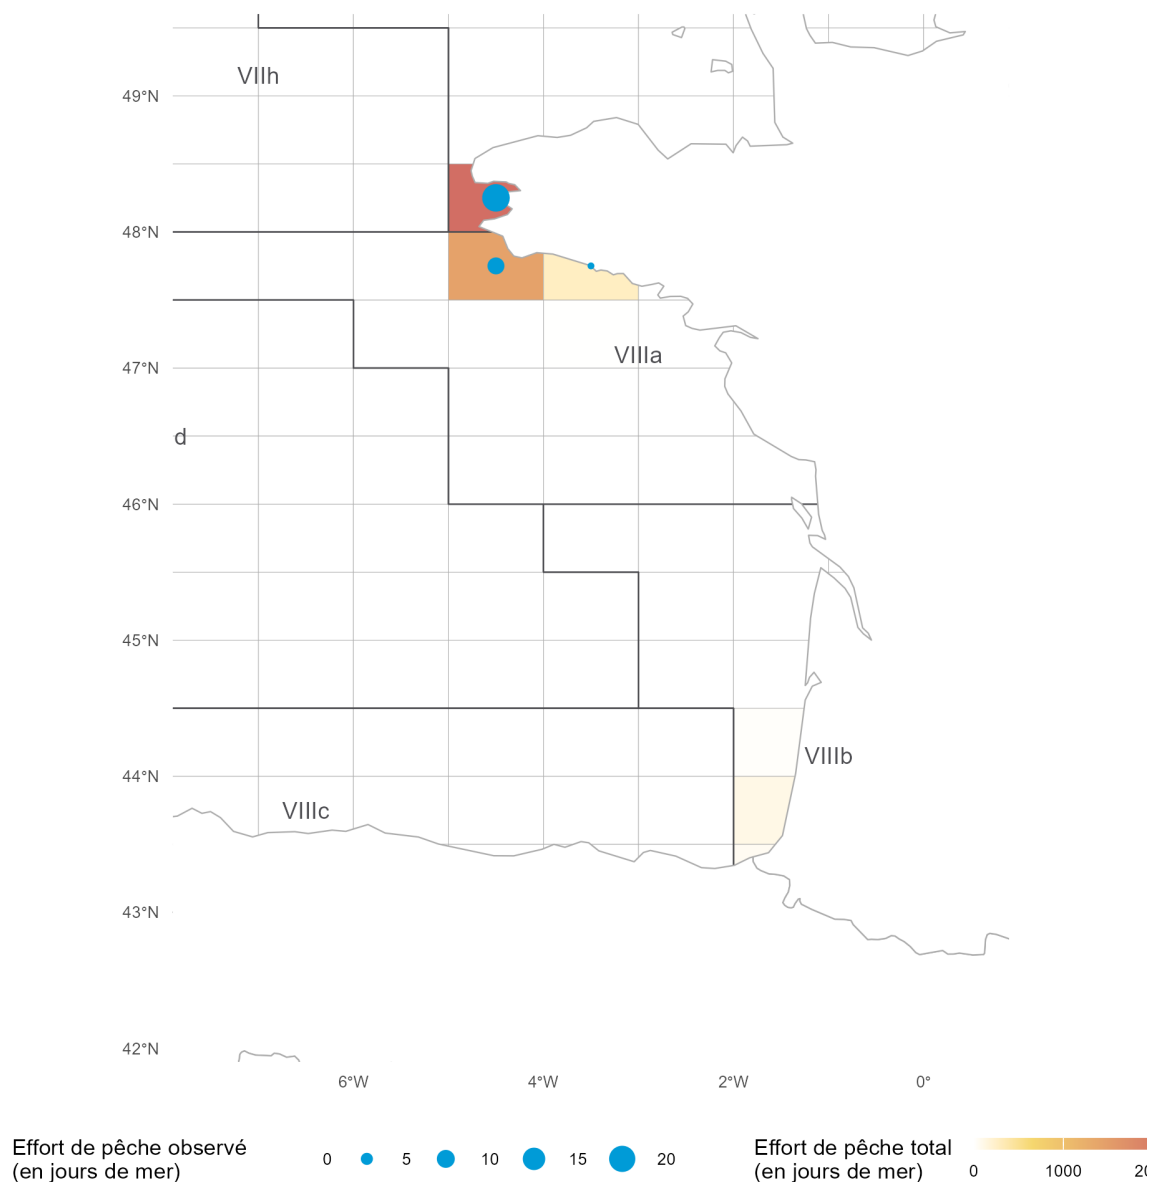 VIIh
49°N
48°N
VIIIa
47°N
d
46°N
45°N
VIIIb
44°N
VIIIc
43°N
42°N
6°W 4°W 2°W 0°
Effort de pêche observé
(en jours de mer)
0 5 10 15 20
Effort de pêche total
(en jours de mer)
0 1000 20